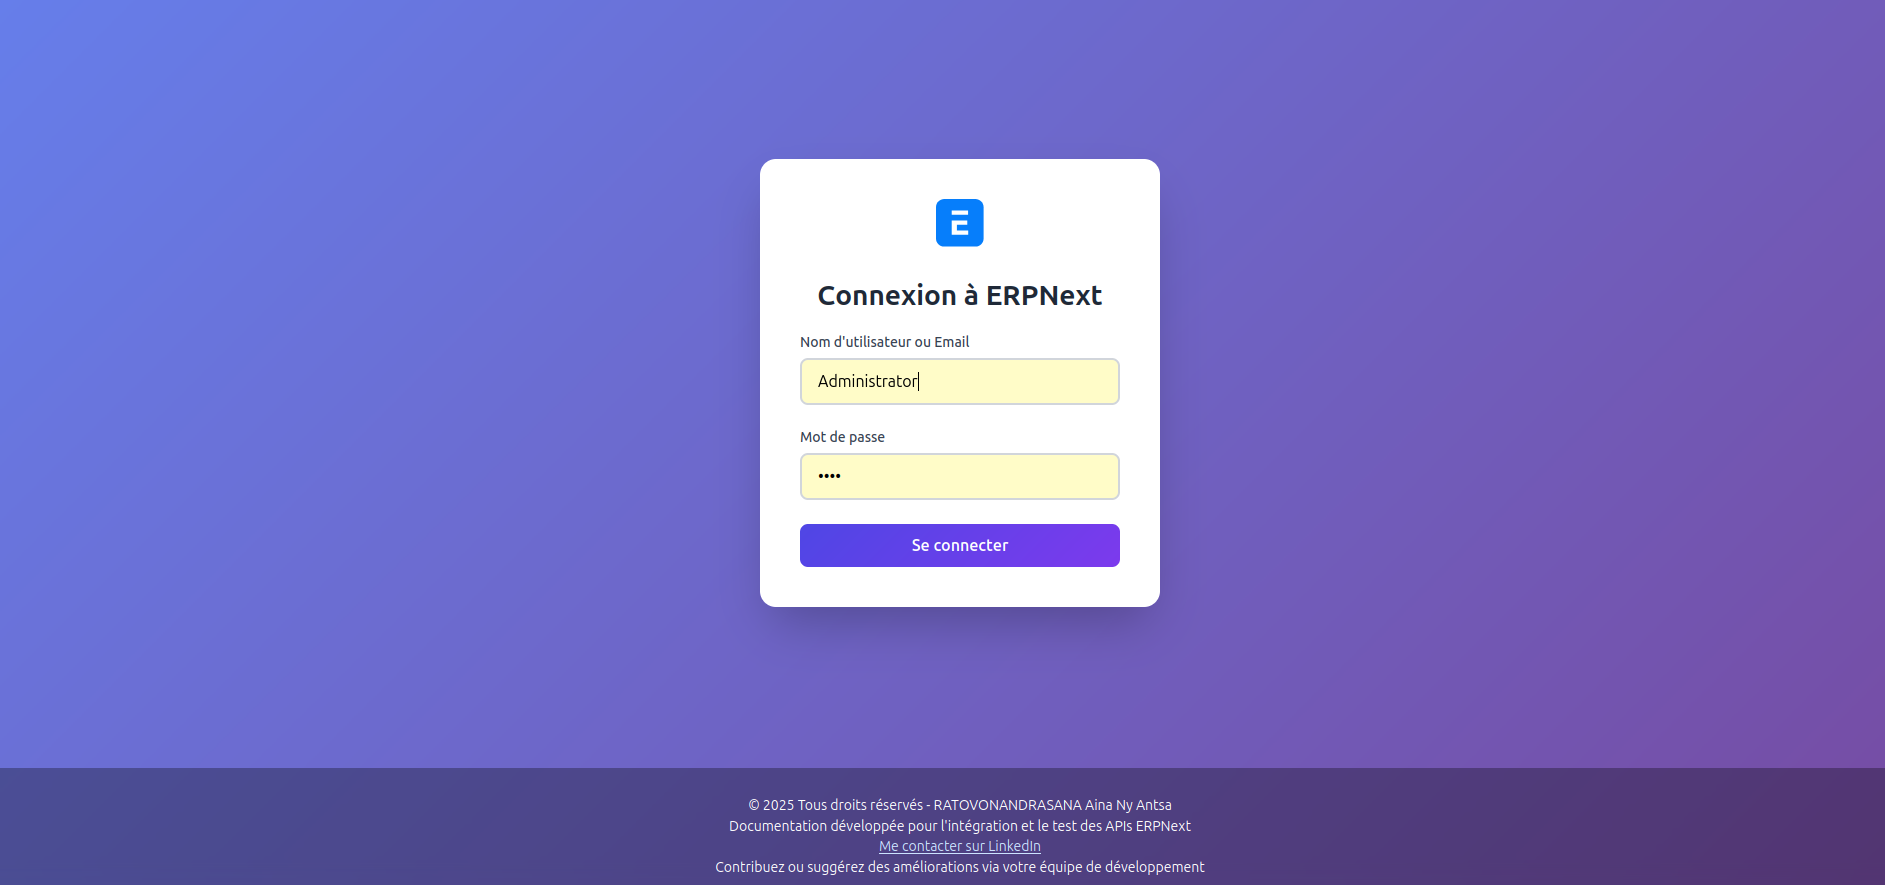 E
Connexion à ERPNext
Nom d'utilisateur ou Email
Administrator
Mot de passe
••••
Se connecter
© 2025 Tous droits réservés - RATOVONANDRASANA Aina Ny Antsa
Documentation développée pour l'intégration et le test des APIs ERPNext
Me contacter sur LinkedIn
Contribuez ou suggérez des améliorations via votre équipe de développement